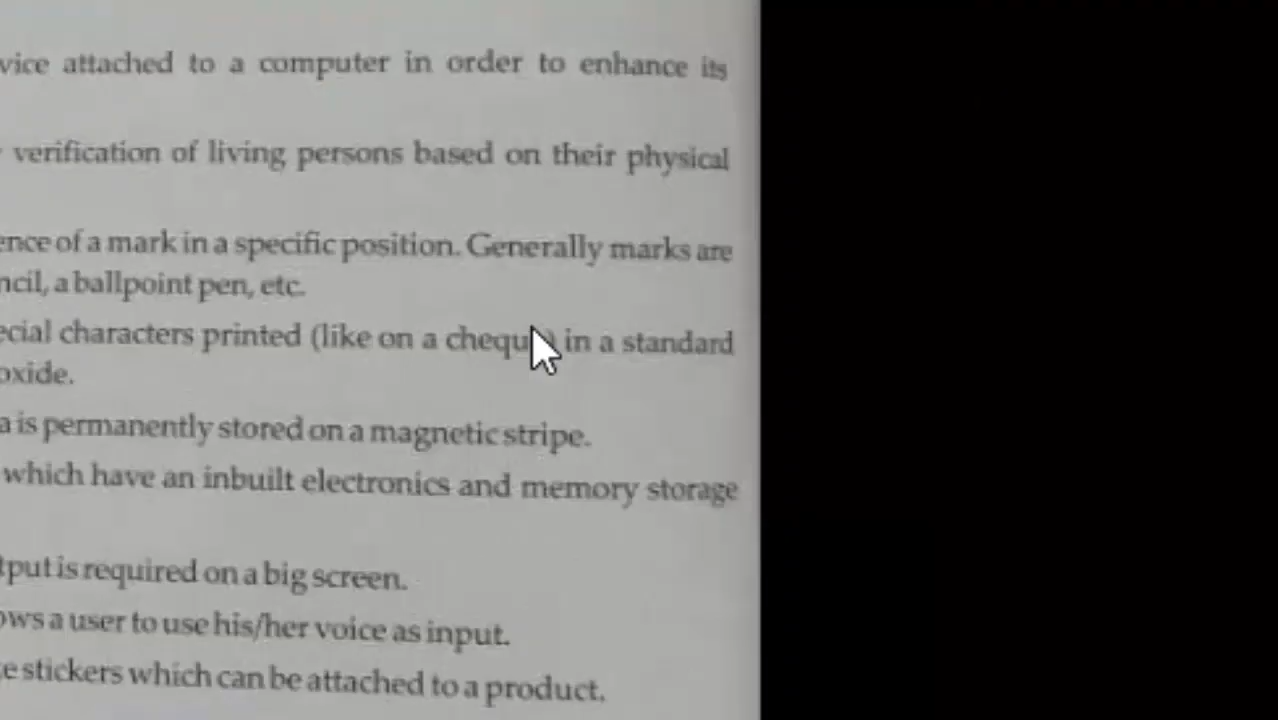 vice attached to a computer in order to enhance its
verification of living persons based on their physical
ence of a mark in a specific position. Generally marks are
ncil, a ballpoint pen, etc.
ecial characters printed (like on a chequ in a standard
oxide.
a is permanently stored on a magnetic stripe.
which have an inbuilt electronics and memory storage
tput is required on a big screen.
ows a user to use his/her voice as input.
e stickers which can be attached to a product.